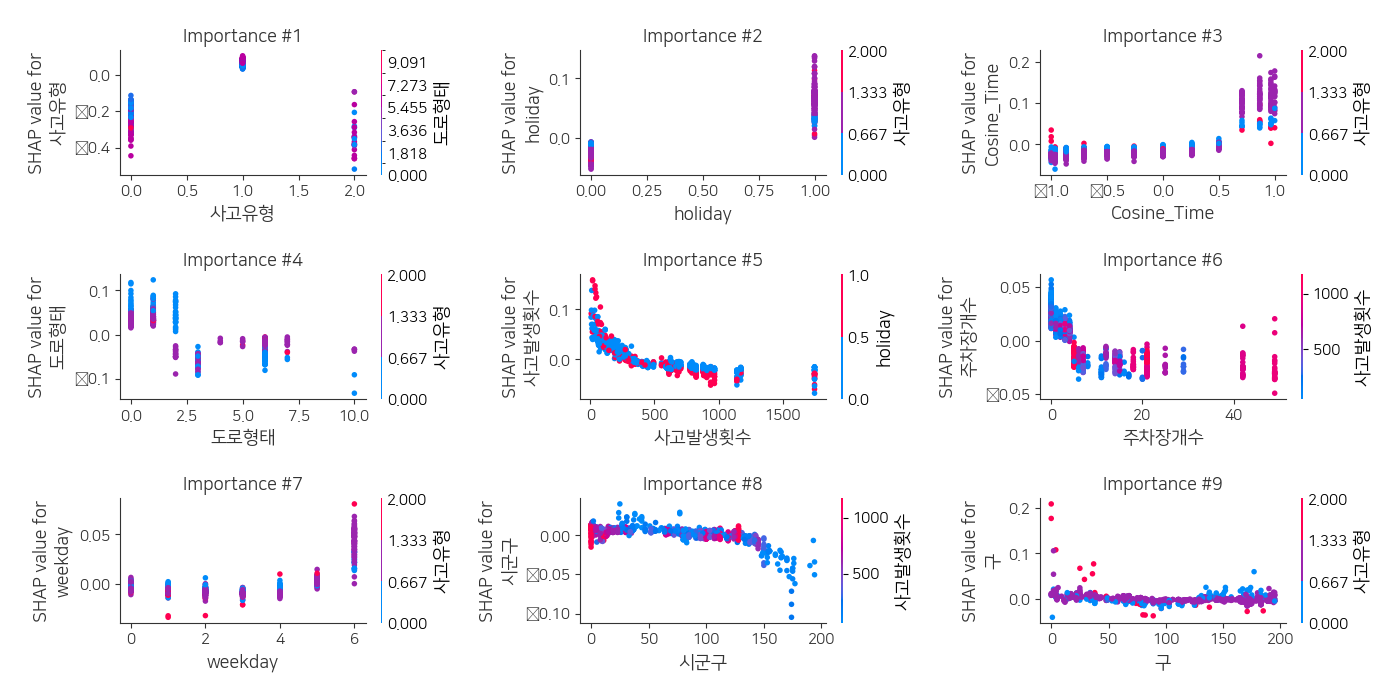 Importance #1
SHAP value for
사고유형
0.0
0.2
0.4
0.0
0.5
1.0
1.5
2.0
사고유형
9.091
7.273
5.455
3.636
1.818
0.000
도로형태
Importance #2
SHAP value for
holiday
0.1
0.0
0.00
0.25
0.50
0.75
1.00
holiday
2.000
1.333
0.667
0.000
사고유형
Importance #3
SHAP value for
Cosine_Time
0.2
0.1
0.0
1.0
0.5
0.0
0.5
1.0
Cosine_Time
2.000
1.333
0.667
0.000
사고유형
Importance #4
SHAP value for
도로형태
0.1
0.0
0.1
0.0
2.5
5.0
7.5
10.0
도로형태
2.000
1.333
0.667
0.000
사고유형
Importance #5
SHAP value for
사고발생횟수
0.1
0.0
0
500
1000
1500
사고발생횟수
1.0
0.5
0.0
holiday
Importance #6
SHAP value for
주차장개수
0.05
0.00
0.05
0
20
40
주차장개수
1000
500
사고발생횟수
Importance #7
SHAP value for
weekday
0.05
0.00
0
2
4
6
weekday
2.000
1.333
0.667
0.000
사고유형
Importance #8
SHAP value for
시군구
0.00
0.05
0.10
0
50
100
150
200
시군구
1000
500
사고발생횟수
Importance #9
SHAP value for
구
0.2
0.1
0.0
0
50
100
150
200
구
2.000
1.333
0.667
0.000
사고유형